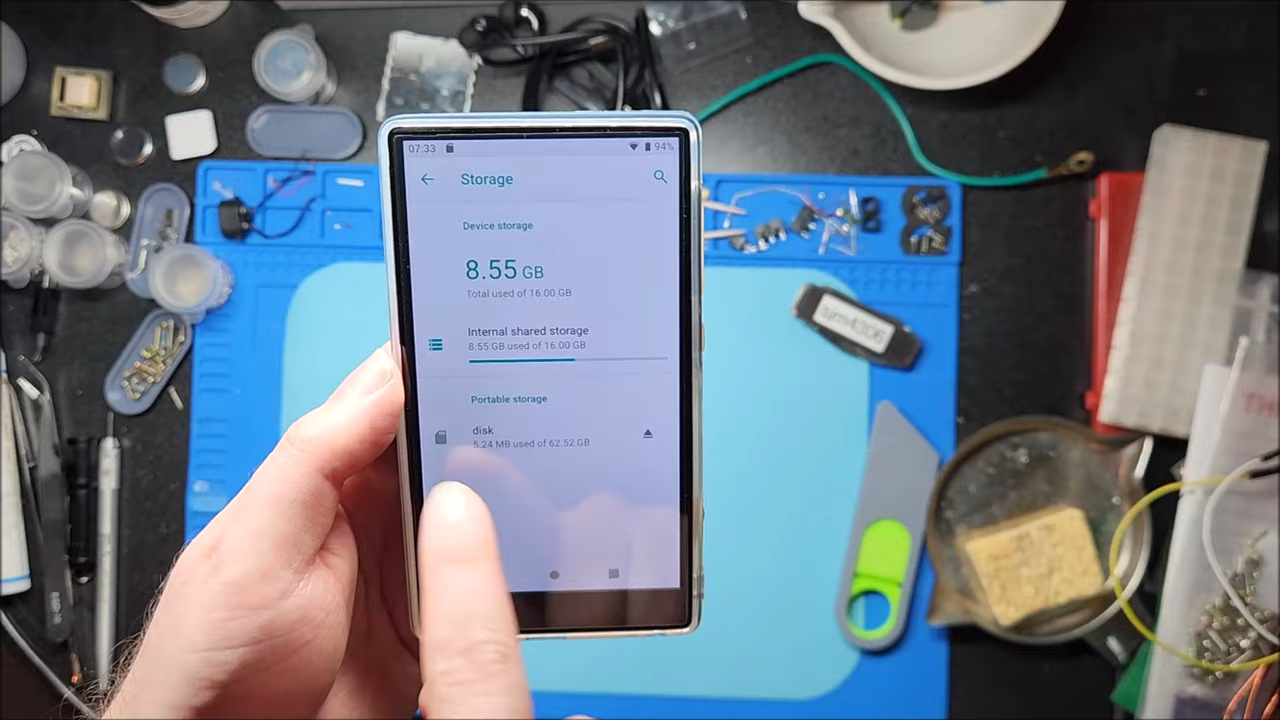 07:33 94%
Storage
Device storage
8.55 GB
Total used of 16.00 GB
Internal shared storage
8.55 GB used of 16.00 GB
Portable storage
disk
5.24 MB used of 62.52 GB
TH